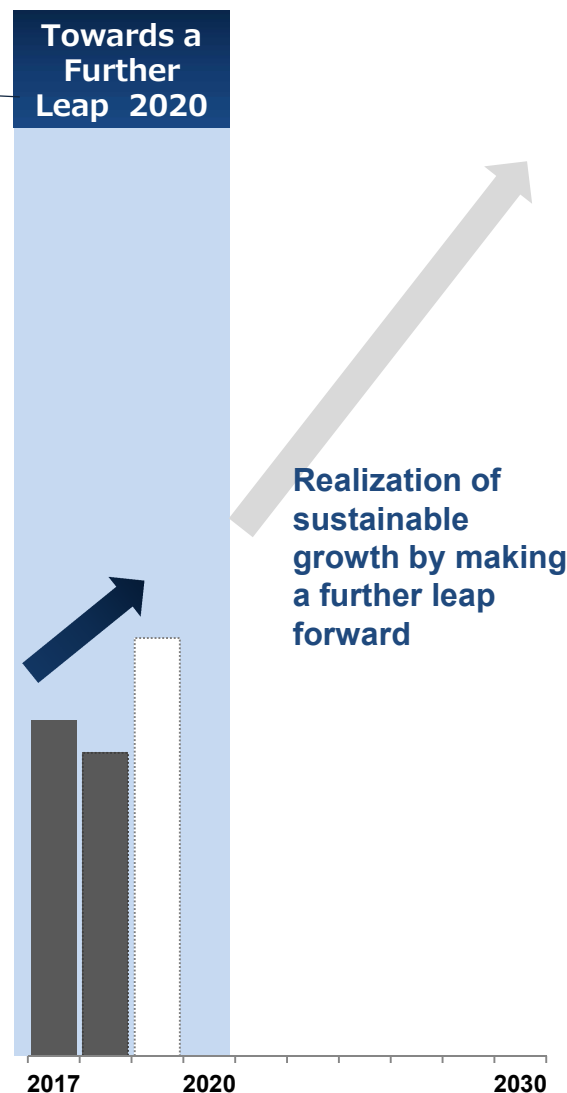 Towards a
Further
Leap 2020
Realization of
sustainable
growth by making
a further leap
forward
2017 2020 2030